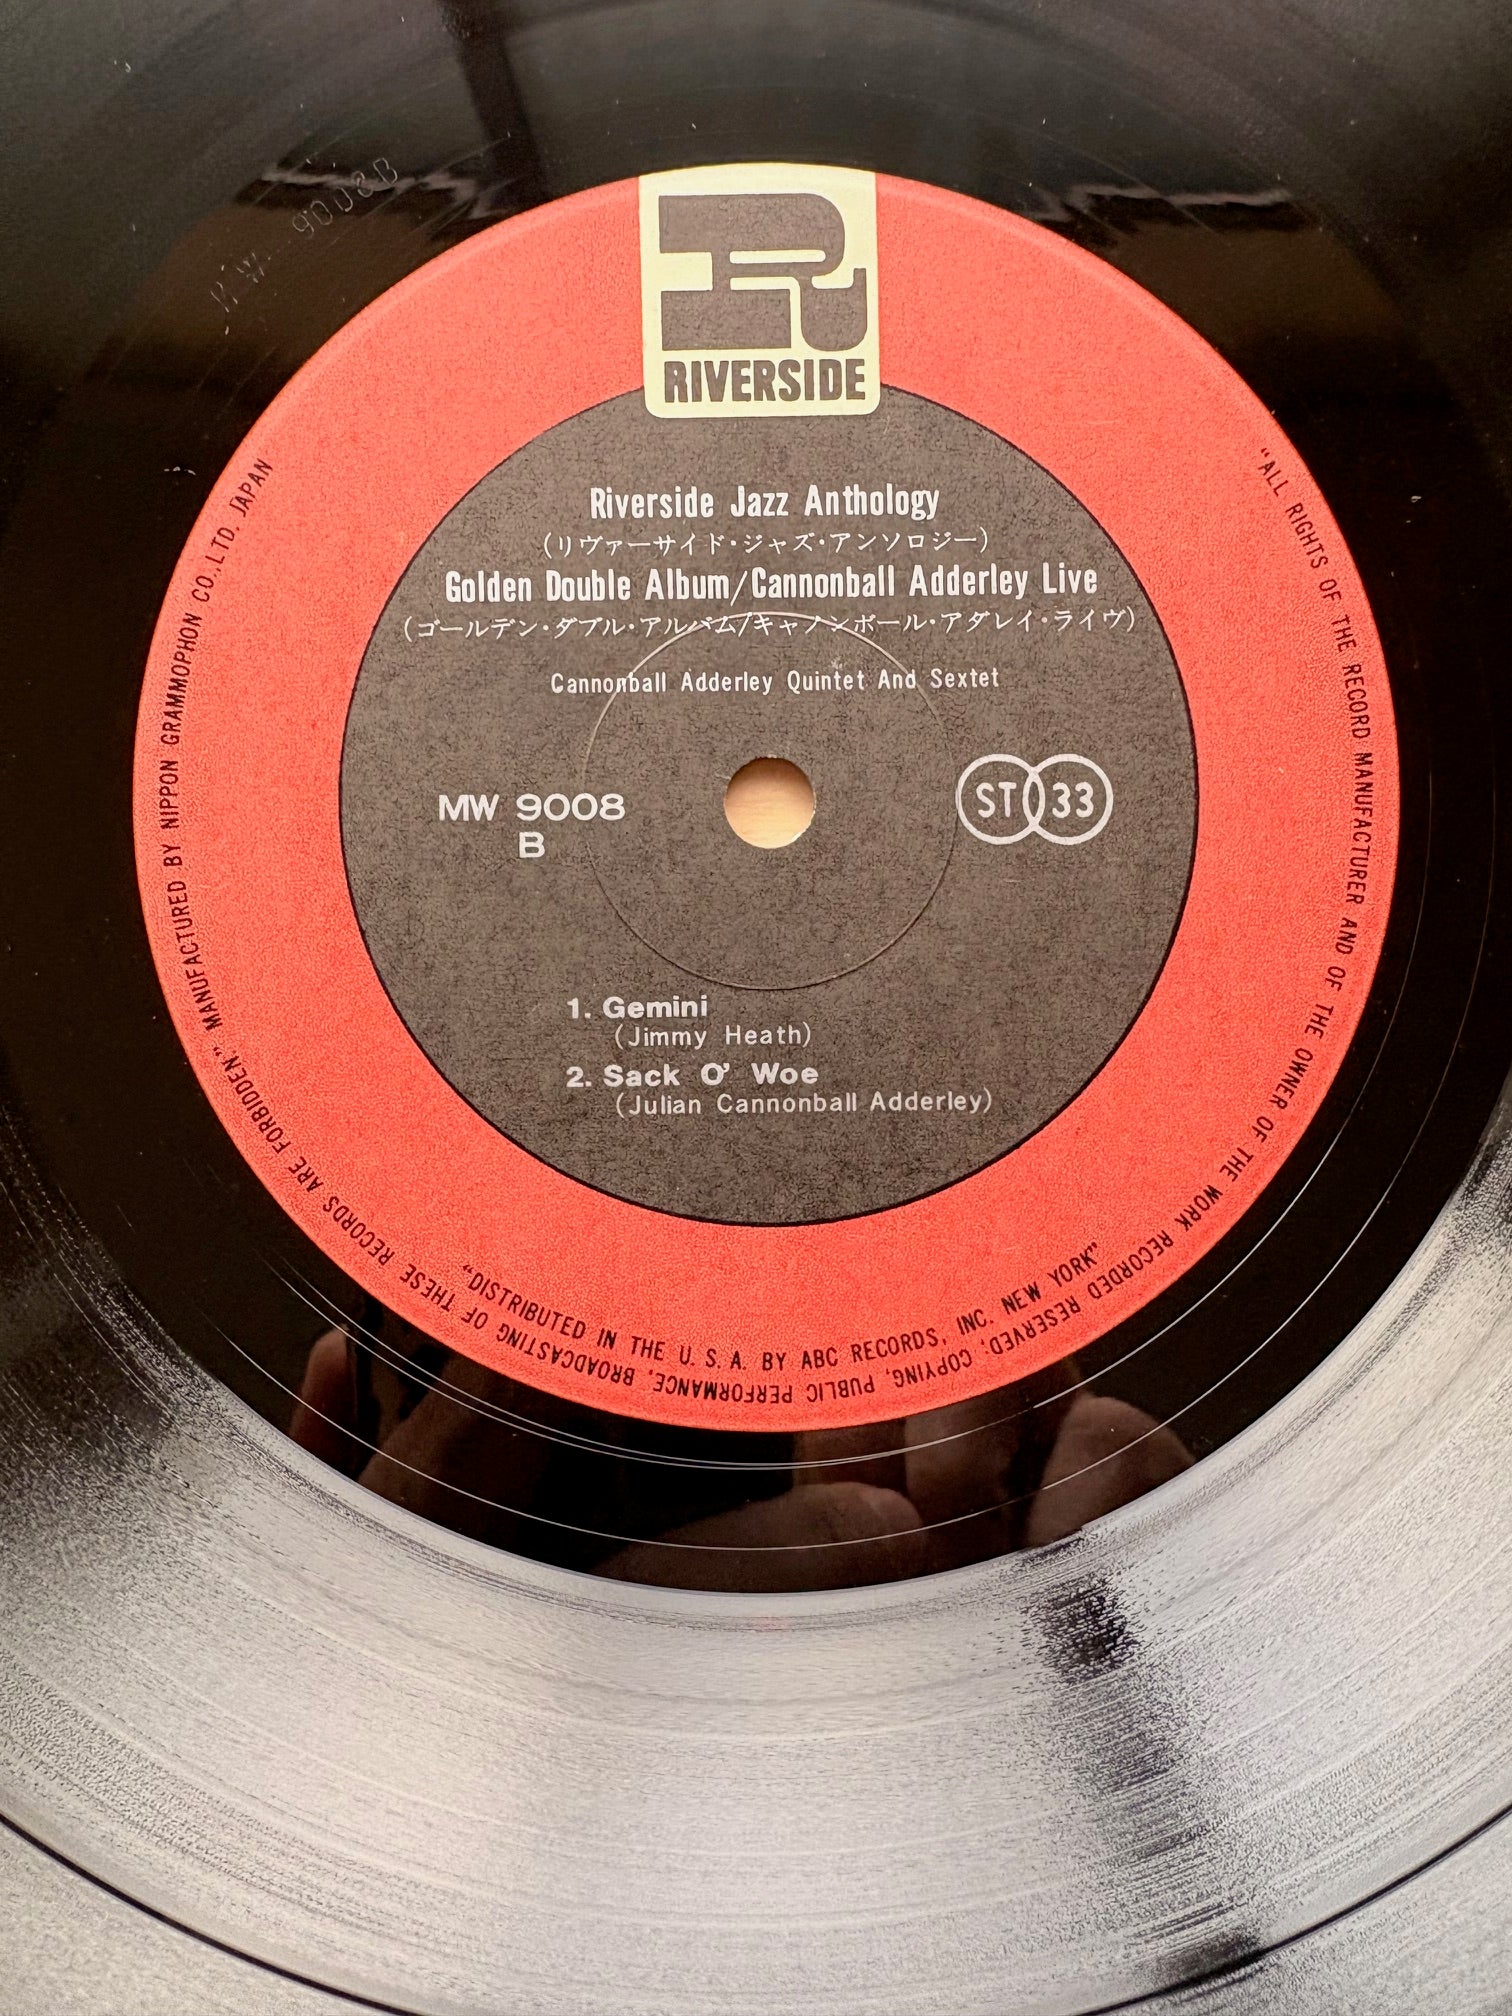 RIVERSIDE
Riverside Jazz Anthology
(リヴァーサイド・ジャズ・アンソロジー)
Golden Double Album/Cannonball Adderley Live
(ゴールデン・ダブル・アルバム/キャノンボール・アダレイ・ライヴ)
Cannonball Adderley Quintet And Sextet
MW 9008
B
ST 33
1. Gemini
(Jimmy Heath)
2. Sack O' Woe
(Julian Cannonball Adderley)
"DISTRIBUTED IN THE U.S.A. BY ABC RECORDS, INC. NEW YORK"
"ALL RIGHTS OF THE RECORD MANUFACTURER AND OF THE OWNER OF THE WORK RECORDED RESERVED. COPYING, PUBLIC PERFORMANCE, BROADCASTING OF THESE RECORDS ARE FORBIDDEN" MANUFACTURED BY NIPPON GRAMMOPHON CO., LTD. JAPAN